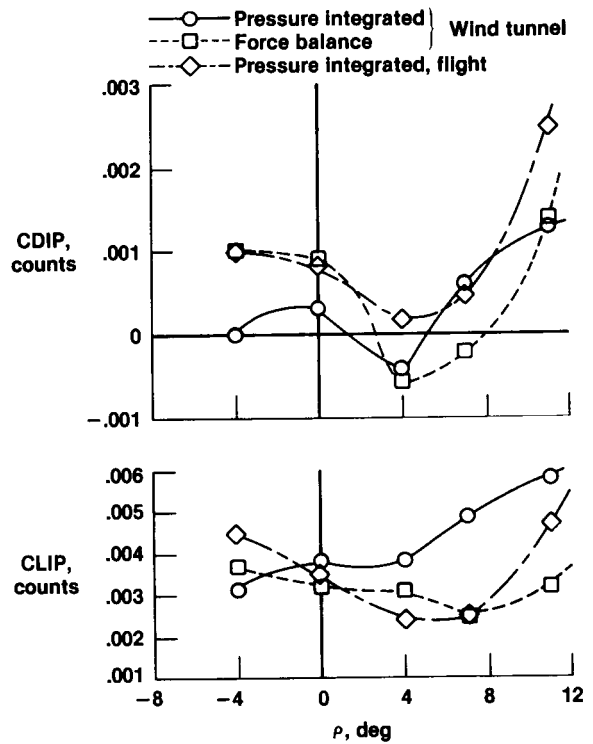 Pressure integrated
Force balance
Wind tunnel
Pressure integrated, flight
.003
.002
CDIP,
counts
.001
0
−.001
.006
.005
CLIP,
counts
.004
.003
.002
.001
−8 −4 0 4 8 12
ρ, deg